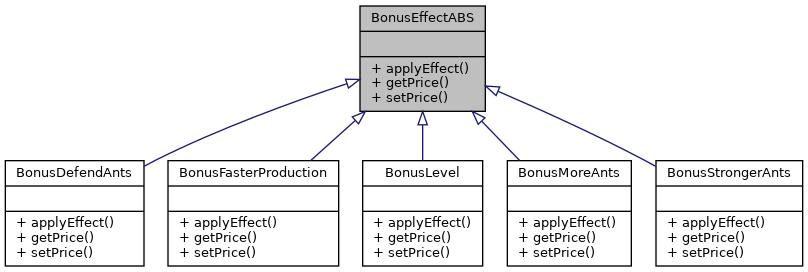 BonusEffectABS
+ applyEffect()
+ getPrice()
+ setPrice()
BonusDefendAnts
+ applyEffect()
+ getPrice()
+ setPrice()
BonusFasterProduction
+ applyEffect()
+ getPrice()
+ setPrice()
BonusLevel
+ applyEffect()
+ getPrice()
+ setPrice()
BonusMoreAnts
+ applyEffect()
+ getPrice()
+ setPrice()
BonusStrongerAnts
+ applyEffect()
+ getPrice()
+ setPrice()